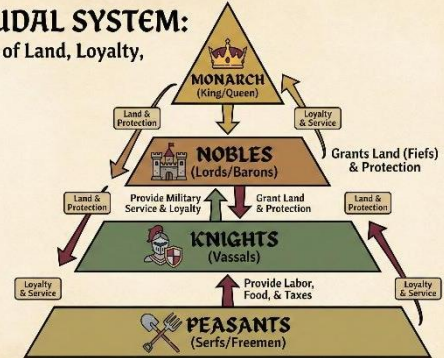 UDAL SYSTEM:
of Land, Loyalty,
MONARCH
(King/Queen)
Land &
Protection
Loyalty
& Service
Grants Land (Fiefs)
& Protection
NOBLES
(Lords/Barons)
Land &
Protection
Provide Military
Service & Loyalty
Grant Land
& Protection
Land &
Protection
KNIGHTS
(Vassals)
Loyalty
& Service
Provide Labor,
Food, & Taxes
Loyalty
& Service
PEASANTS
(Serfs/Freemen)